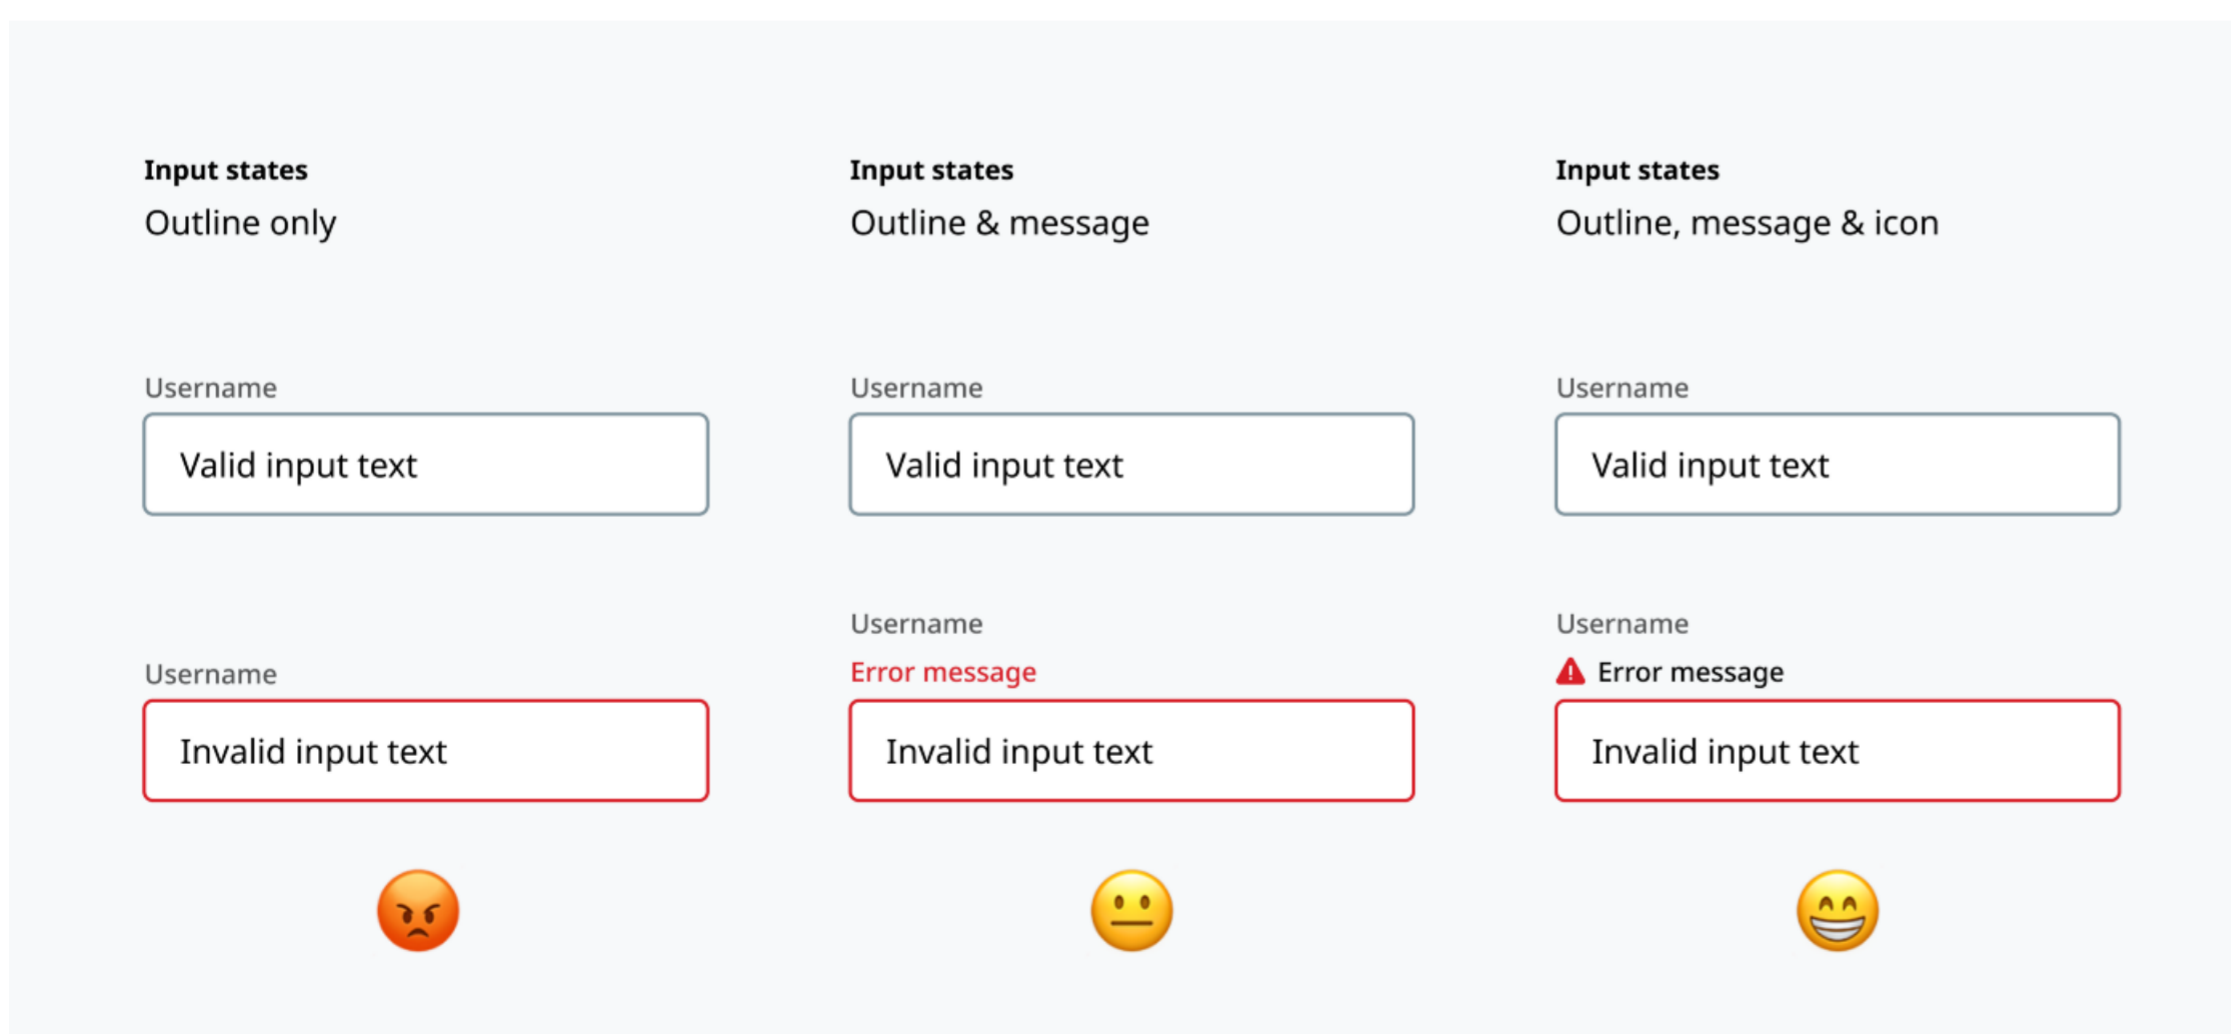 Input states
Outline only
Username
Valid input text
Username
Invalid input text
Input states
Outline & message
Username
Valid input text
Username
Error message
Invalid input text
Input states
Outline, message & icon
Username
Valid input text
Username
Error message
Invalid input text